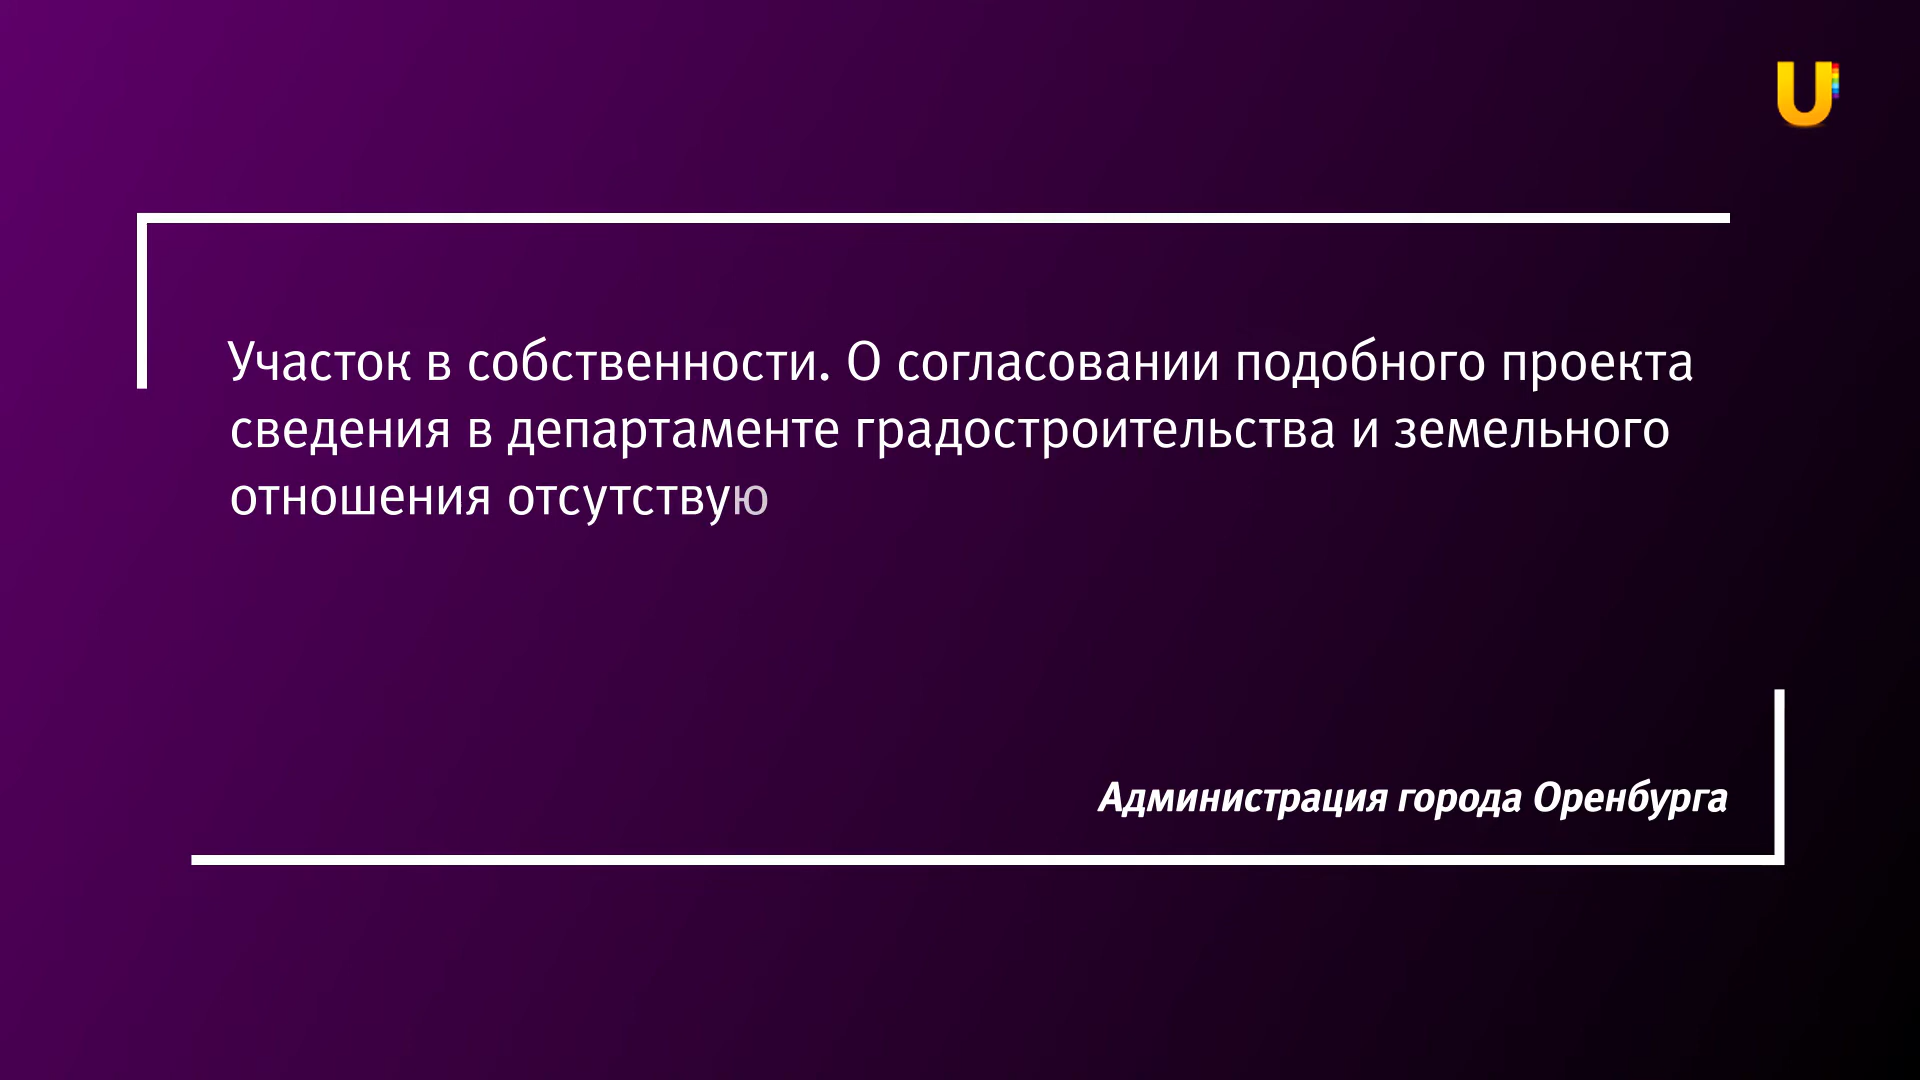 U
Участок в собственности. О согласовании подобного проекта
сведения в департаменте градостроительства и земельного
отношения отсутствую
Администрация города Оренбурга